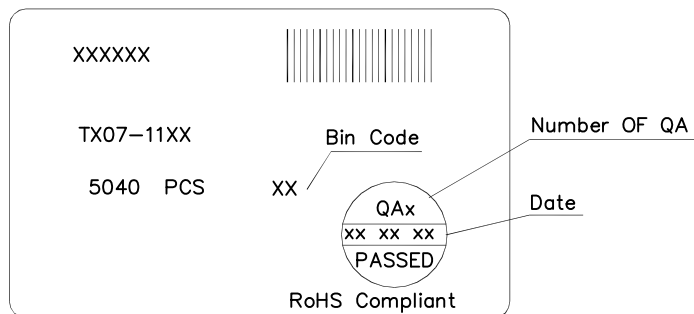 XXXXXX
TX07-11XX
Bin Code
Number OF QA
5040 PCS
XX
QAx
Date
xx xx xx
PASSED
RoHS Compliant